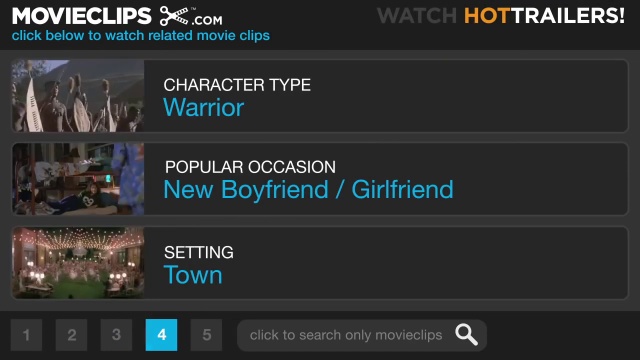 MOVIECLIPS .COM
WATCH HOTTRAILERS!
click below to watch related movie clips
CHARACTER TYPE
Warrior
POPULAR OCCASION
New Boyfriend / Girlfriend
SETTING
Town
1 2 3 4 5 click to search only movieclips